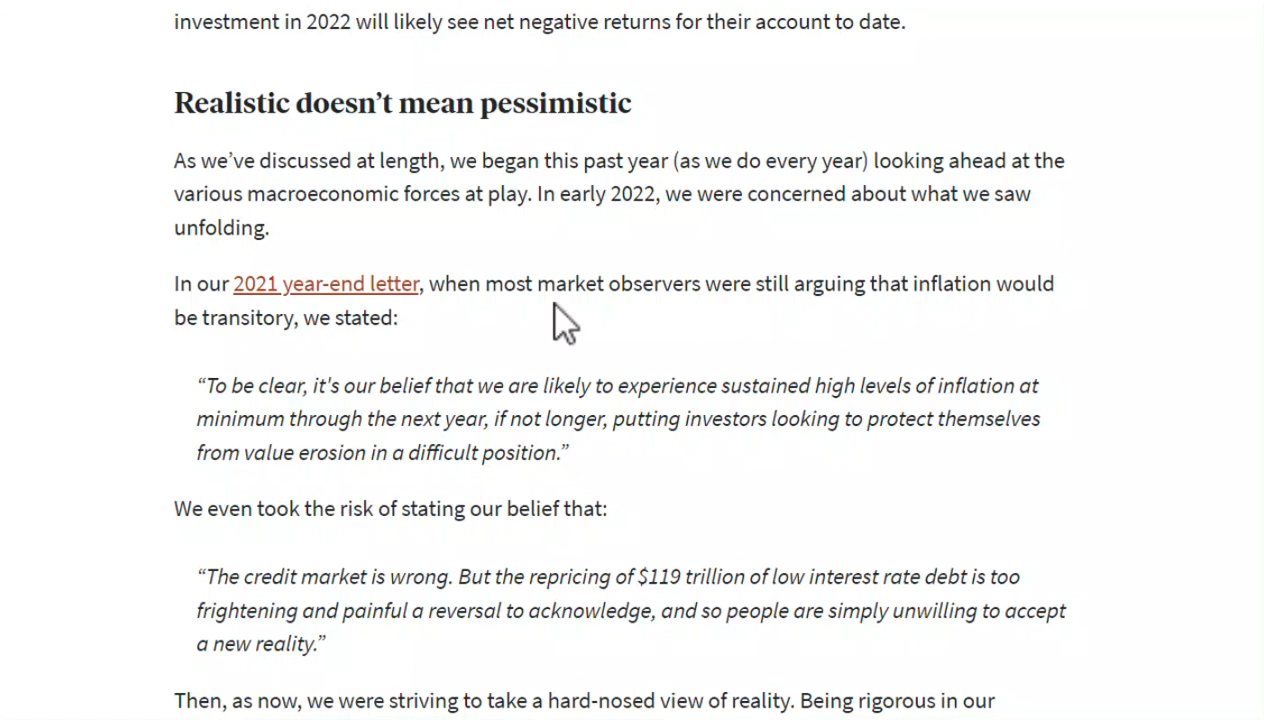 investment in 2022 will likely see net negative returns for their account to date.
Realistic doesn’t mean pessimistic
As we’ve discussed at length, we began this past year (as we do every year) looking ahead at the
various macroeconomic forces at play. In early 2022, we were concerned about what we saw
unfolding.
In our 2021 year-end letter, when most market observers were still arguing that inflation would
be transitory, we stated:
“To be clear, it's our belief that we are likely to experience sustained high levels of inflation at
minimum through the next year, if not longer, putting investors looking to protect themselves
from value erosion in a difficult position.”
We even took the risk of stating our belief that:
“The credit market is wrong. But the repricing of $119 trillion of low interest rate debt is too
frightening and painful a reversal to acknowledge, and so people are simply unwilling to accept
a new reality.”
Then, as now, we were striving to take a hard-nosed view of reality. Being rigorous in our